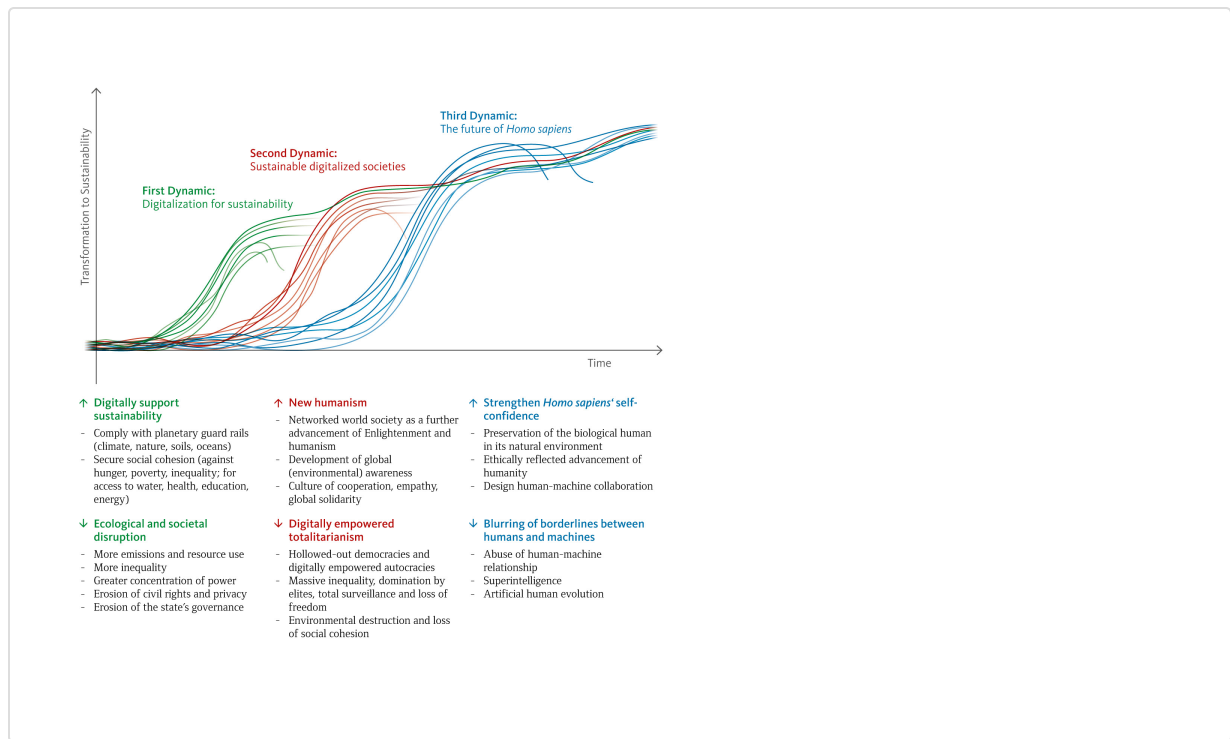 Transformation to Sustainability
Third Dynamic:
The future of Homo sapiens
Second Dynamic:
Sustainable digitalized societies
First Dynamic:
Digitalization for sustainability
Time
↑ Digitally support
sustainability
- Comply with planetary guard rails
(climate, nature, soils, oceans)
- Secure social cohesion (against
hunger, poverty, inequality; for
access to water, health, education,
energy)
↑ New humanism
- Networked world society as a further
advancement of Enlightenment and
humanism
- Development of global
(environmental) awareness
- Culture of cooperation, empathy,
global solidarity
↑ Strengthen Homo sapiens‘ self-
confidence
- Preservation of the biological human
in its natural environment
- Ethically reflected advancement of
humanity
- Design human-machine collaboration
↓ Ecological and societal
disruption
- More emissions and resource use
- More inequality
- Greater concentration of power
- Erosion of civil rights and privacy
- Erosion of the state's governance
↓ Digitally empowered
totalitarianism
- Hollowed-out democracies and
digitally empowered autocracies
- Massive inequality, domination by
elites, total surveillance and loss of
freedom
- Environmental destruction and loss
of social cohesion
↓ Blurring of borderlines between
humans and machines
- Abuse of human-machine
relationship
- Superintelligence
- Artificial human evolution